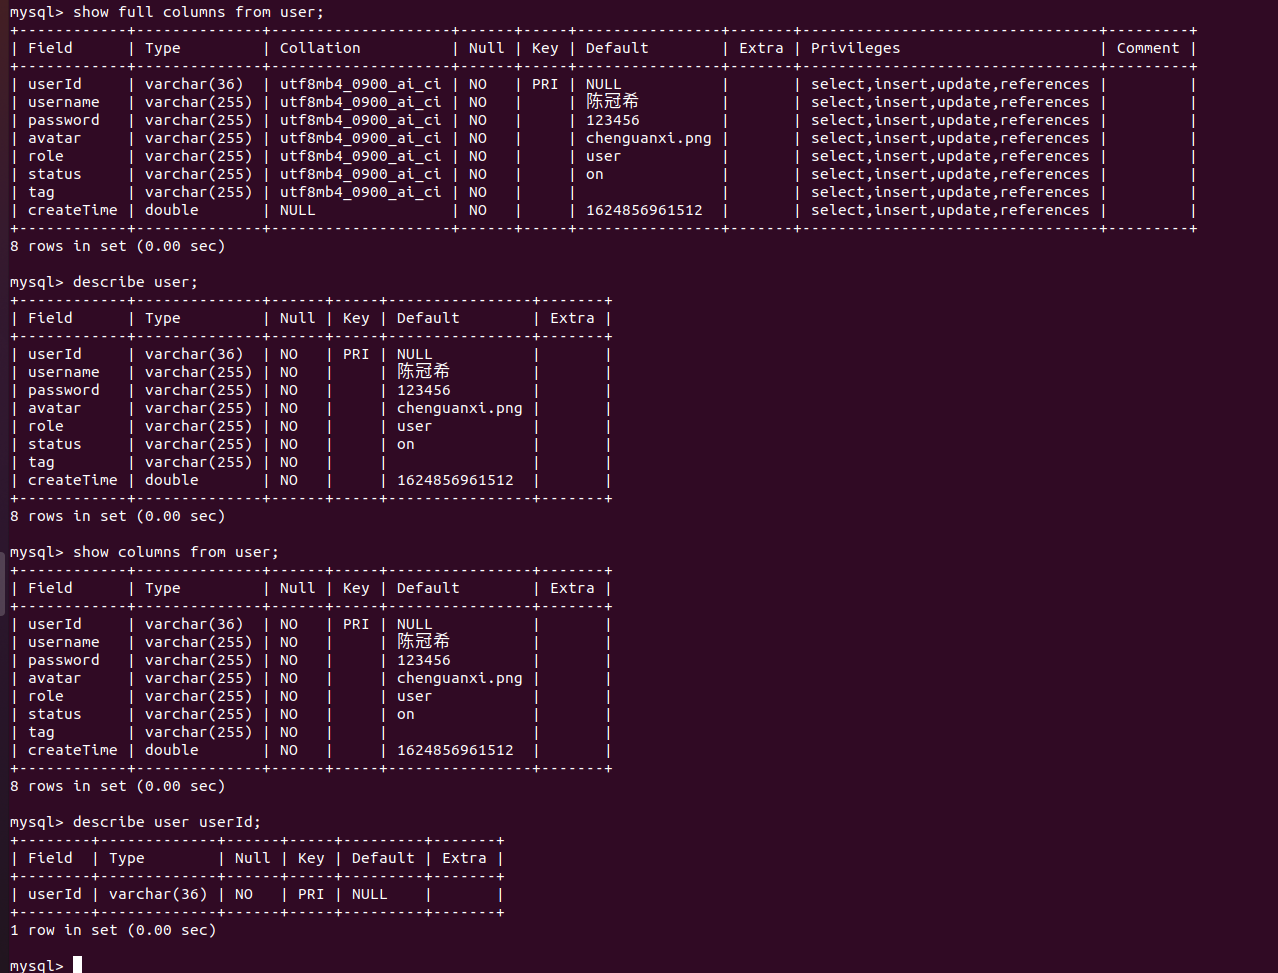 mysql> show full columns from user;
+------------+--------------+--------------------+------+-----+----------------+-------+---------------------------------+---------+
| Field      | Type         | Collation          | Null | Key | Default        | Extra | Privileges                      | Comment |
+------------+--------------+--------------------+------+-----+----------------+-------+---------------------------------+---------+
| userId     | varchar(36)  | utf8mb4_0900_ai_ci | NO   | PRI | NULL           |       | select,insert,update,references |         |
| username   | varchar(255) | utf8mb4_0900_ai_ci | NO   |     | 陈冠希         |       | select,insert,update,references |         |
| password   | varchar(255) | utf8mb4_0900_ai_ci | NO   |     | 123456         |       | select,insert,update,references |         |
| avatar     | varchar(255) | utf8mb4_0900_ai_ci | NO   |     | chenguanxi.png |       | select,insert,update,references |         |
| role       | varchar(255) | utf8mb4_0900_ai_ci | NO   |     | user           |       | select,insert,update,references |         |
| status     | varchar(255) | utf8mb4_0900_ai_ci | NO   |     | on             |       | select,insert,update,references |         |
| tag        | varchar(255) | utf8mb4_0900_ai_ci | NO   |     |                |       | select,insert,update,references |         |
| createTime | double       | NULL               | NO   |     | 1624856961512  |       | select,insert,update,references |         |
+------------+--------------+--------------------+------+-----+----------------+-------+---------------------------------+---------+
8 rows in set (0.00 sec)

mysql> describe user;
+------------+--------------+------+-----+----------------+-------+
| Field      | Type         | Null | Key | Default        | Extra |
+------------+--------------+------+-----+----------------+-------+
| userId     | varchar(36)  | NO   | PRI | NULL           |       |
| username   | varchar(255) | NO   |     | 陈冠希         |       |
| password   | varchar(255) | NO   |     | 123456         |       |
| avatar     | varchar(255) | NO   |     | chenguanxi.png |       |
| role       | varchar(255) | NO   |     | user           |       |
| status     | varchar(255) | NO   |     | on             |       |
| tag        | varchar(255) | NO   |     |                |       |
| createTime | double       | NO   |     | 1624856961512  |       |
+------------+--------------+------+-----+----------------+-------+
8 rows in set (0.00 sec)

mysql> show columns from user;
+------------+--------------+------+-----+----------------+-------+
| Field      | Type         | Null | Key | Default        | Extra |
+------------+--------------+------+-----+----------------+-------+
| userId     | varchar(36)  | NO   | PRI | NULL           |       |
| username   | varchar(255) | NO   |     | 陈冠希         |       |
| password   | varchar(255) | NO   |     | 123456         |       |
| avatar     | varchar(255) | NO   |     | chenguanxi.png |       |
| role       | varchar(255) | NO   |     | user           |       |
| status     | varchar(255) | NO   |     | on             |       |
| tag        | varchar(255) | NO   |     |                |       |
| createTime | double       | NO   |     | 1624856961512  |       |
+------------+--------------+------+-----+----------------+-------+
8 rows in set (0.00 sec)

mysql> describe user userId;
+--------+-------------+------+-----+---------+-------+
| Field  | Type        | Null | Key | Default | Extra |
+--------+-------------+------+-----+---------+-------+
| userId | varchar(36) | NO   | PRI | NULL    |       |
+--------+-------------+------+-----+---------+-------+
1 row in set (0.00 sec)

mysql>